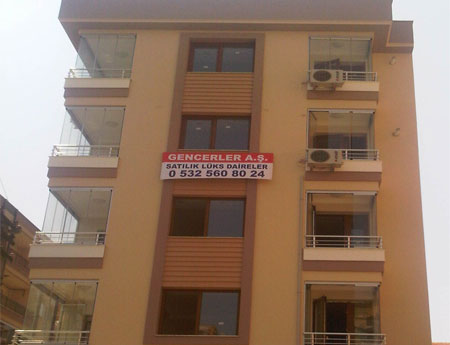 GENCERLER A.Ş.
SATILIK LÜKS DAİRELER
0 532 560 80 24